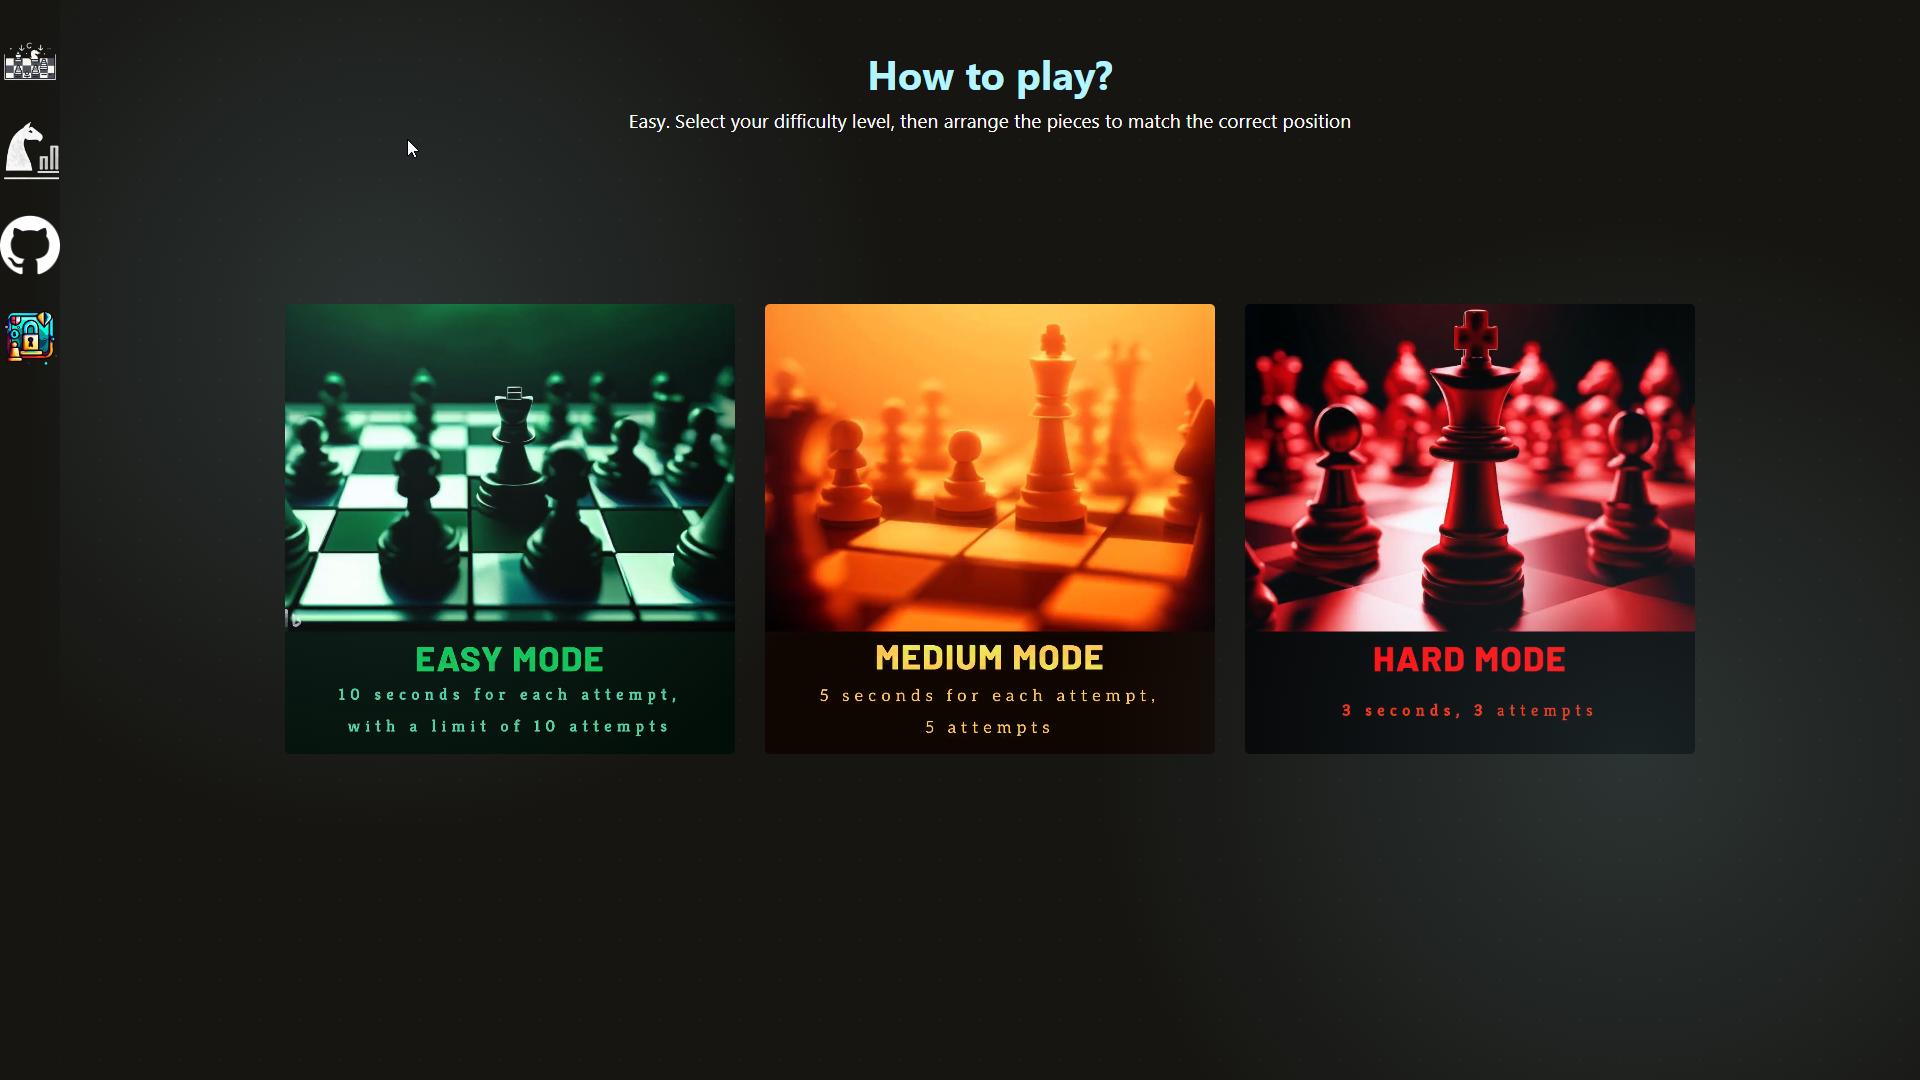 How to play?
Easy. Select your difficulty level, then arrange the pieces to match the correct position
EASY MODE
10 seconds for each attempt,
with a limit of 10 attempts
MEDIUM MODE
5 seconds for each attempt,
5 attempts
HARD MODE
3 seconds, 3 attempts